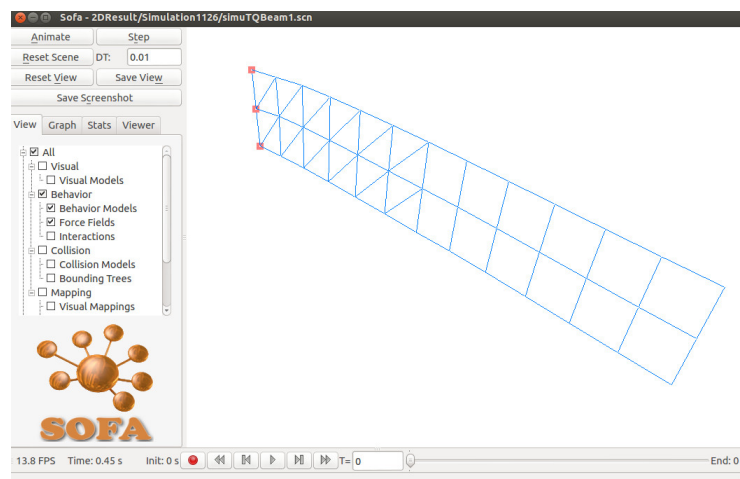 Sofa - 2DResult/Simulation1126/simuTQBeam1.scn
Animate Step
Reset Scene DT: 0.01
Reset View Save View
Save Screenshot
View Graph Stats Viewer
All
Visual
Visual Models
Behavior
Behavior Models
Force Fields
Interactions
Collision
Collision Models
Bounding Trees
Mapping
Visual Mappings
SOFA
13.8 FPS Time: 0.45 s Init: 0 s T= 0 End: 0